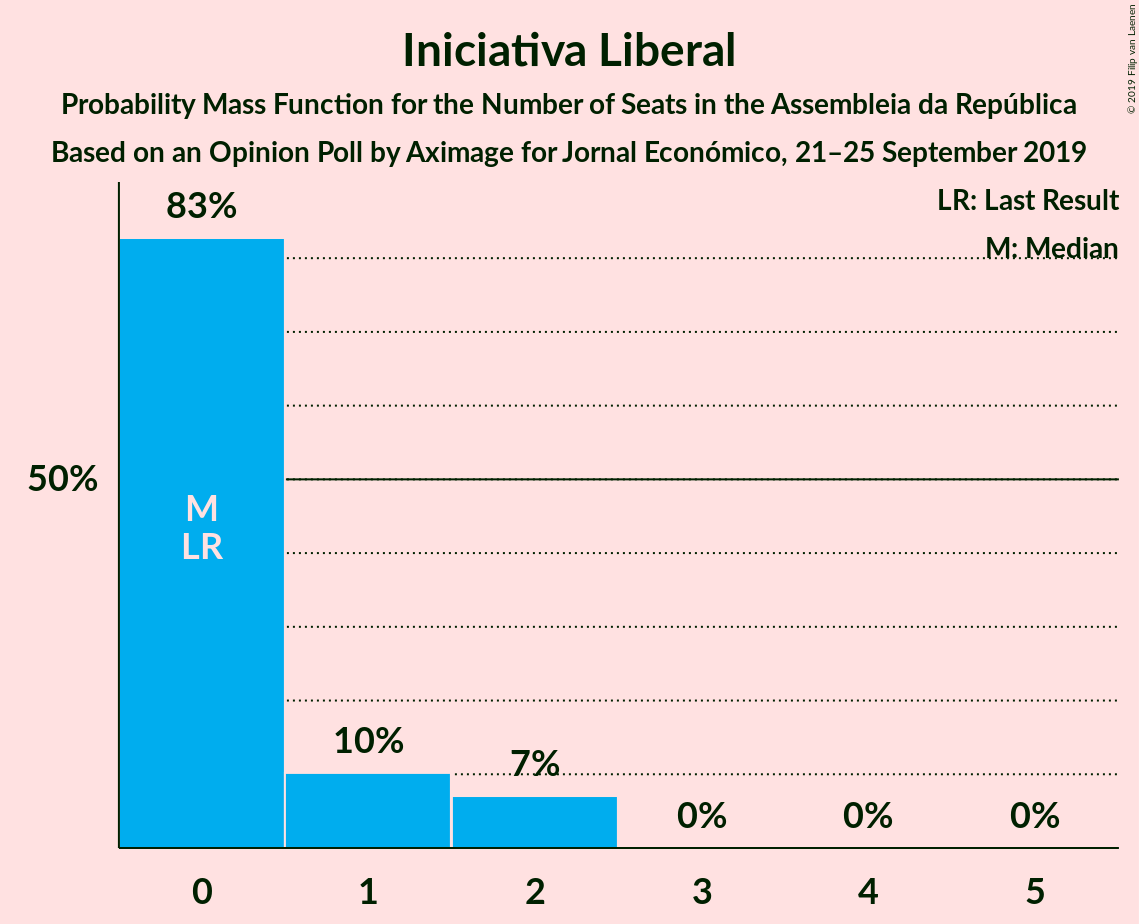 Iniciativa Liberal
Probability Mass Function for the Number of Seats in the Assembleia da República
Based on an Opinion Poll by Aximage for Jornal Económico, 21–25 September 2019
© 2019 Filip van Laenen
LR: Last Result
M: Median
83%
50%
M
LR
10%
7%
0%
0%
0%
0
1
2
3
4
5